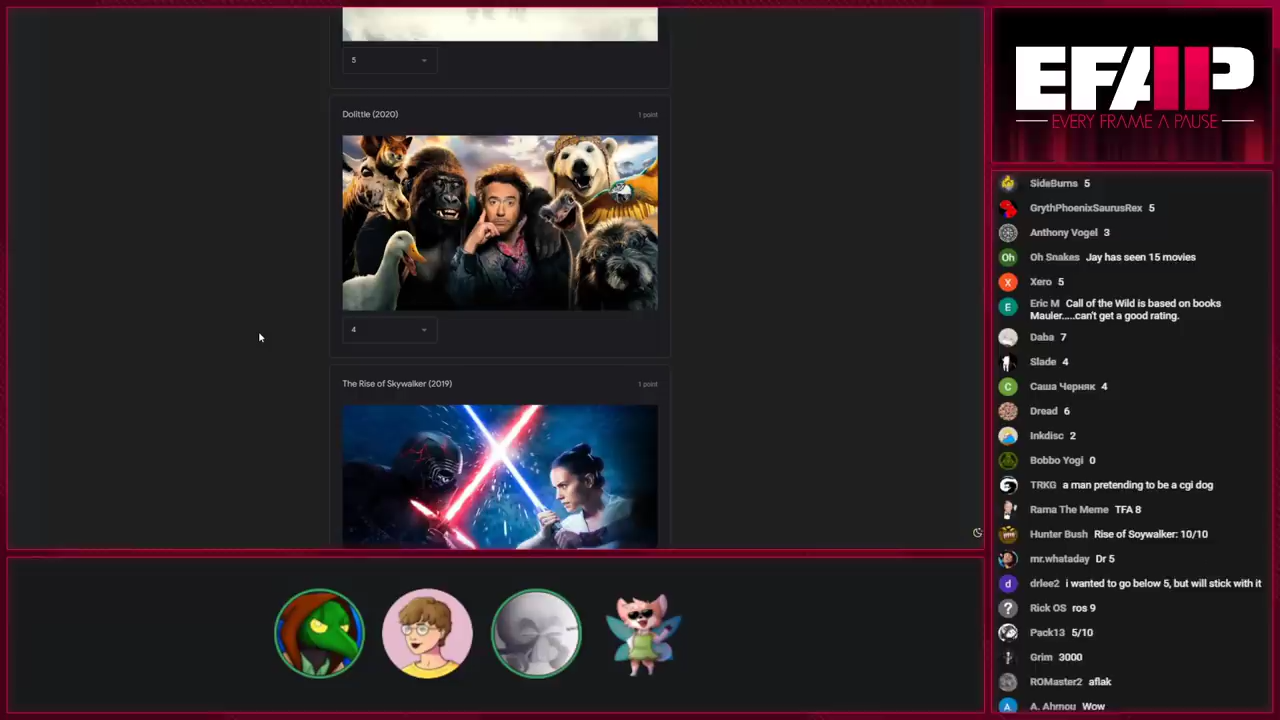 5
Dolittle (2020)
1 point
4
The Rise of Skywalker (2019)
1 point
EFAP
EVERY FRAME A PAUSE
SideBurns 5
GrythPhoenixSaurusRex 5
Anthony Vogel 3
Oh
Oh Snakes Jay has seen 15 movies
X
Xero 5
E
Eric M Call of the Wild is based on books
Mauler.....can't get a good rating.
Daba 7
Slade 4
C
Саша Черняк 4
Dread 6
Inkdisc 2
Bobbo Yogi 0
TRKG a man pretending to be a cgi dog
Rama The Meme TFA 8
Hunter Bush Rise of Soywalker: 10/10
mr.whataday Dr 5
d
drlee2 i wanted to go below 5, but will stick with it
?
Rick OS ros 9
Pack13 5/10
Grim 3000
ROMaster2 aflak
A.
A. Ahmou Wow